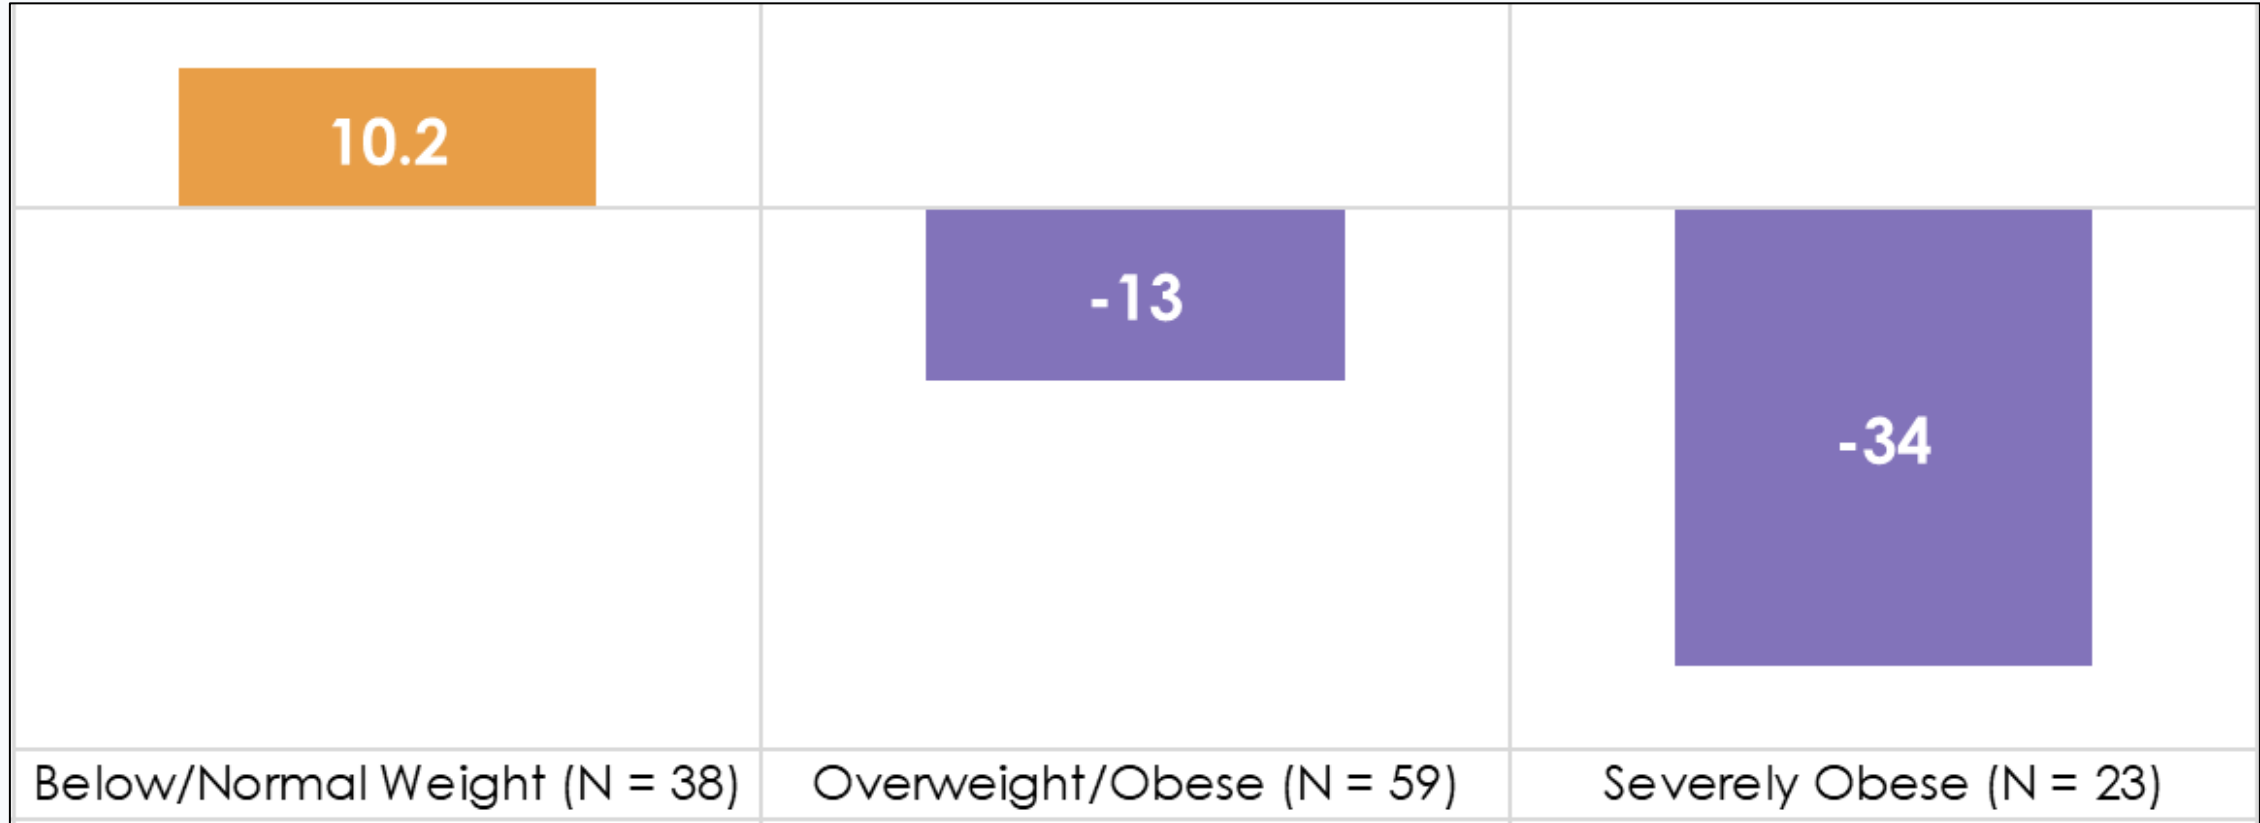 10.2
-13
-34
Below/Normal Weight (N = 38)
Overweight/Obese (N = 59)
Severely Obese (N = 23)